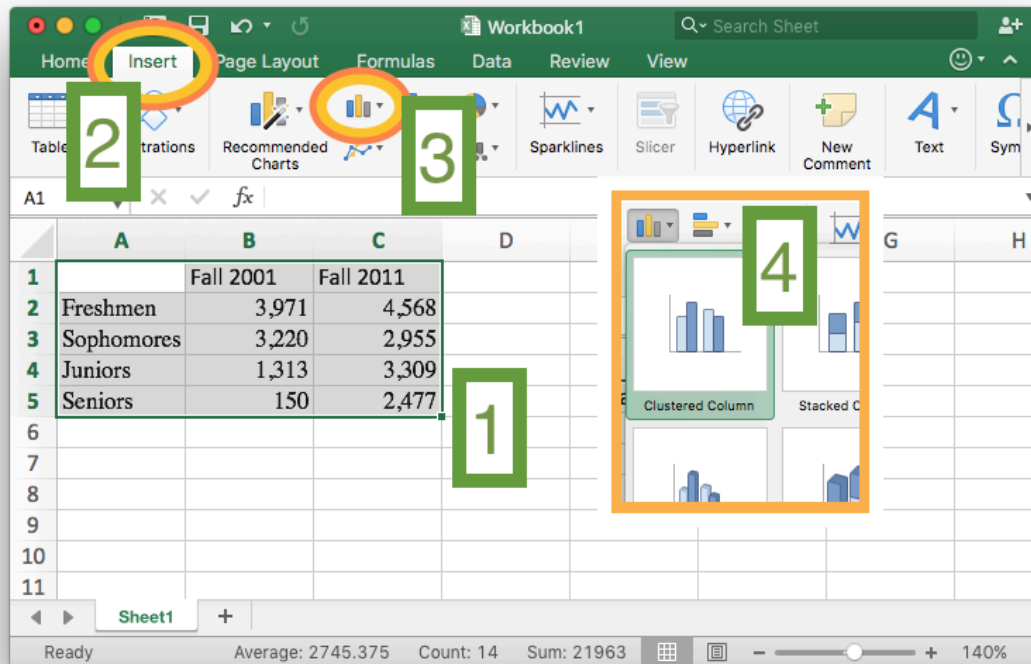 Workbook1
Search Sheet
Home Insert Page Layout Formulas Data Review View
2
3
Recommended Charts
Sparklines
Slicer
Hyperlink
New Comment
Text
A1
fx
A B C D G H
1 Fall 2001 Fall 2011
2 Freshmen 3,971 4,568
3 Sophomores 3,220 2,955
4 Juniors 1,313 3,309
5 Seniors 150 2,477
6
7
8
9
10
11
1
4
Clustered Column
Stacked
Sheet1 +
Ready Average: 2745.375 Count: 14 Sum: 21963 140%